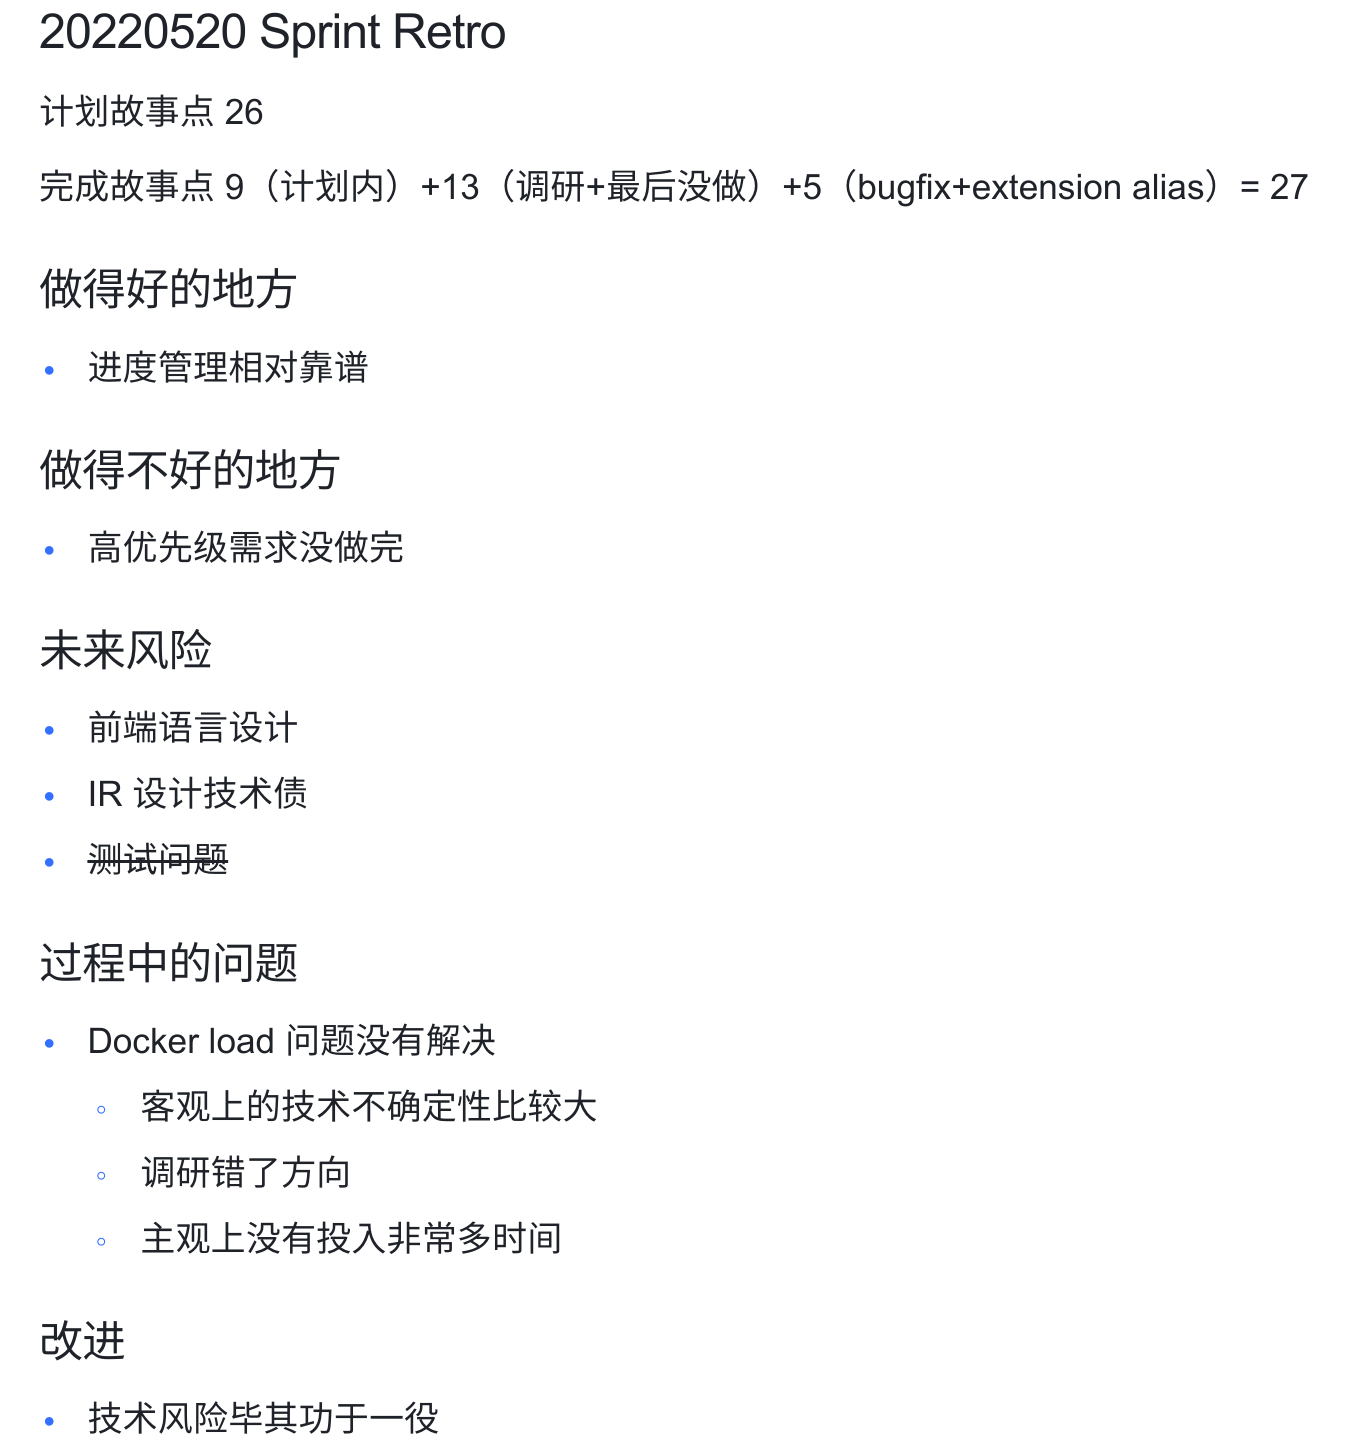 20220520 Sprint Retro
计划故事点 26
完成故事点 9（计划内）+13（调研+最后没做）+5（bugfix+extension alias）= 27
做得好的地方
进度管理相对靠谱
做得不好的地方
高优先级需求没做完
未来风险
前端语言设计
IR 设计技术债
测试问题
过程中的问题
Docker load 问题没有解决
客观上的技术不确定性比较大
调研错了方向
主观上没有投入非常多时间
改进
技术风险毕其功于一役